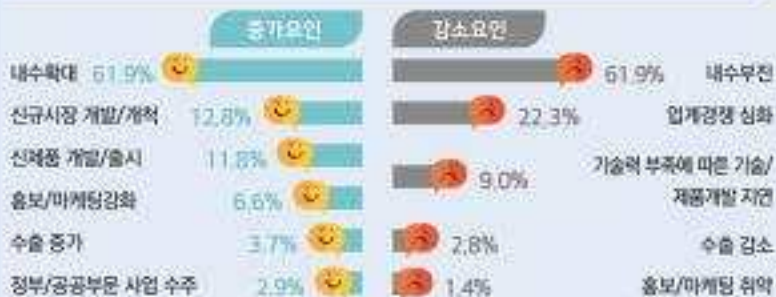 증가요인
내수확대 61.9%
신규시장 개발/개척 12.8%
신제품 개발/출시 11.8%
홍보/마케팅강화 6.6%
수출 증가 3.7%
정부/공공부문 사업 수주 2.9%
감소요인
61.9% 내수부진
22.3% 업계경쟁 심화
9.0% 기술력 부족에 따른 기술/
제품개발 지연
2.8% 수출 감소
1.4% 홍보/마케팅 취약